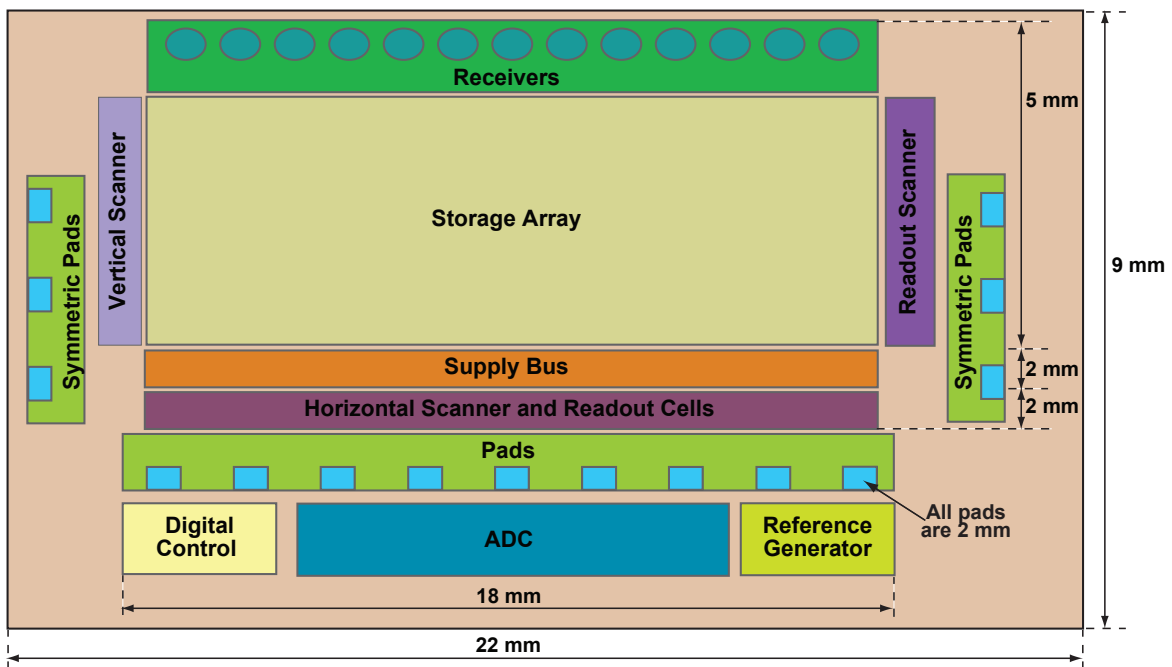 Receivers
5 mm
Vertical Scanner
Storage Array
Readout Scanner
Symmetric Pads
Symmetric Pads
9 mm
Supply Bus
2 mm
Horizontal Scanner and Readout Cells
2 mm
Pads
All pads
are 2 mm
Digital
Control
ADC
Reference
Generator
18 mm
22 mm